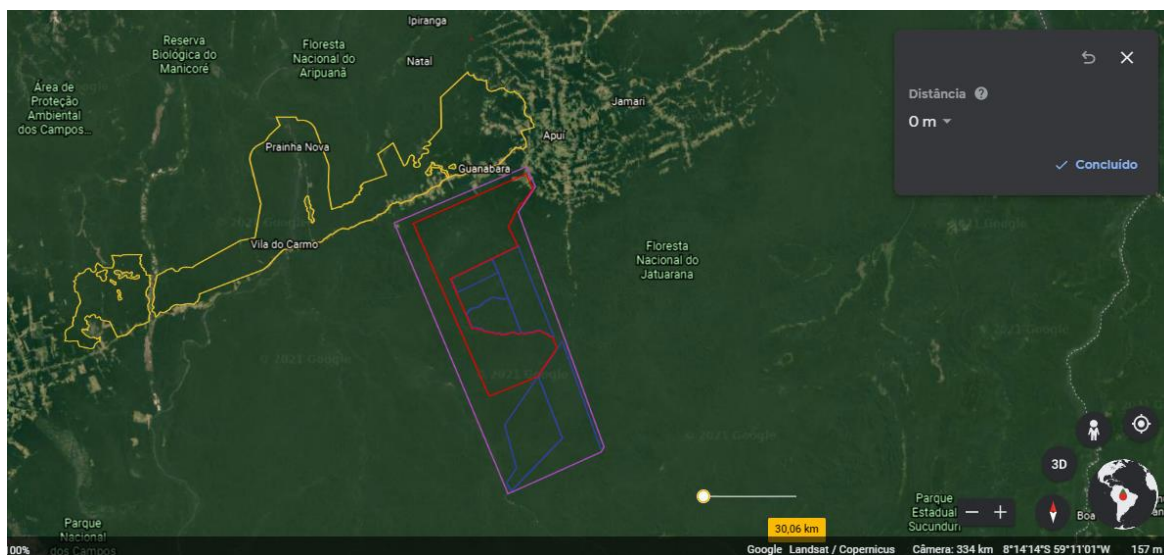 Ipiranga
Reserva
Biológica do
Manicoré
Floresta
Nacional do
Aripuanã
Natal
Área de
Proteção
Ambiental
dos Campos...
Jamari
Apuí
Prainha Nova
Guanabara
Vila do Carmo
Floresta
Nacional do
Jatuarana
Distância ?
0 m
Concluído
© 2021 Google
© 2021 Google
© 2021 Google
© 2021 Google
© 2021 Google
3D
Parque
Estadual
Sucunduri
Boa
Parque
Nacional
dos Campos
30,06 km
00%
Google Landsat / Copernicus Câmera: 334 km 8°14'14"S 59°11'01"W 157 m